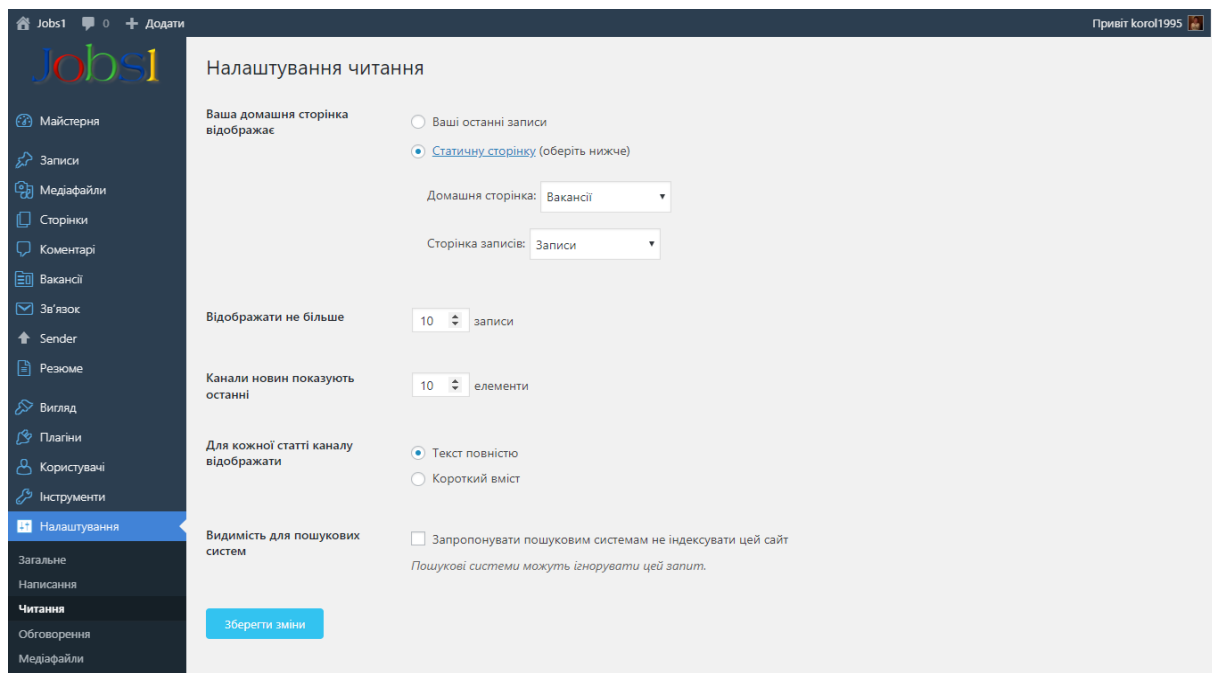 Jobs1 0 Додати Привіт korol1995
Jobs1
Майстерня
Записи
Медіафайли
Сторінки
Коментарі
Вакансії
Зв'язок
Sender
Резюме
Вигляд
Плагіни
Користувачі
Інструменти
Налаштування
Загальне
Написання
Читання
Обговорення
Медіафайли
Налаштування читання
Ваша домашня сторінка
відображає
Ваші останні записи
Статичну сторінку (оберіть нижче)
Домашня сторінка: Вакансії
Сторінка записів: Записи
Відображати не більше
10 записи
Канали новин показують
останні
10 елементи
Для кожної статті каналу
відображати
Текст повністю
Короткий вміст
Видимість для пошукових
систем
Запропонувати пошуковим системам не індексувати цей сайт
Пошукові системи можуть ігнорувати цей запит.
Зберегти зміни